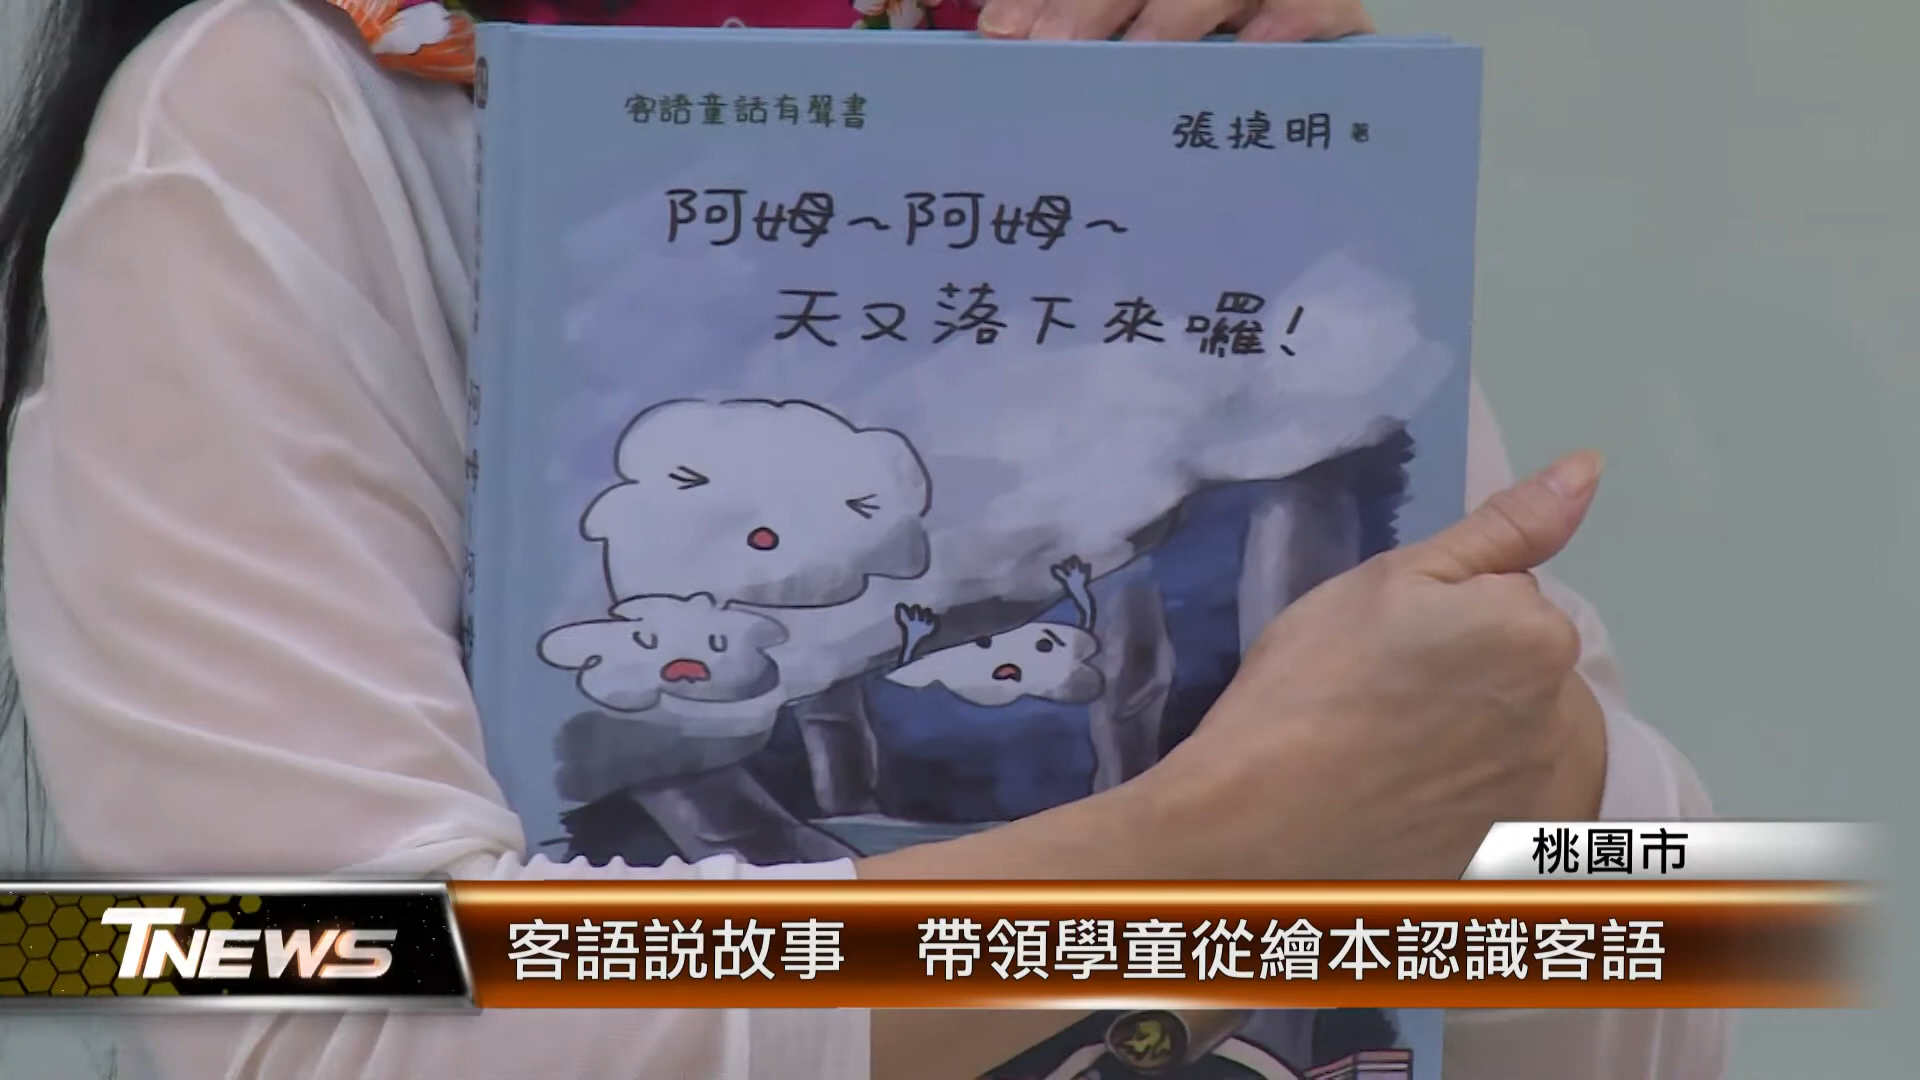 客語童話有聲書
張捷明 著
阿姆~阿姆~
天又落下來囉!
桃園市
TNEWS
客語説故事 帶領學童從繪本認識客語